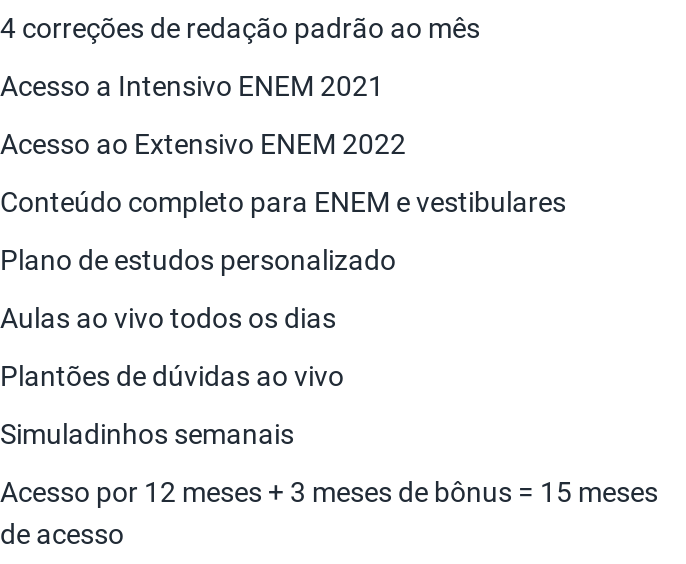 4 correções de redação padrão ao mês
Acesso a Intensivo ENEM 2021
Acesso ao Extensivo ENEM 2022
Conteúdo completo para ENEM e vestibulares
Plano de estudos personalizado
Aulas ao vivo todos os dias
Plantões de dúvidas ao vivo
Simuladinhos semanais
Acesso por 12 meses + 3 meses de bônus = 15 meses
de acesso